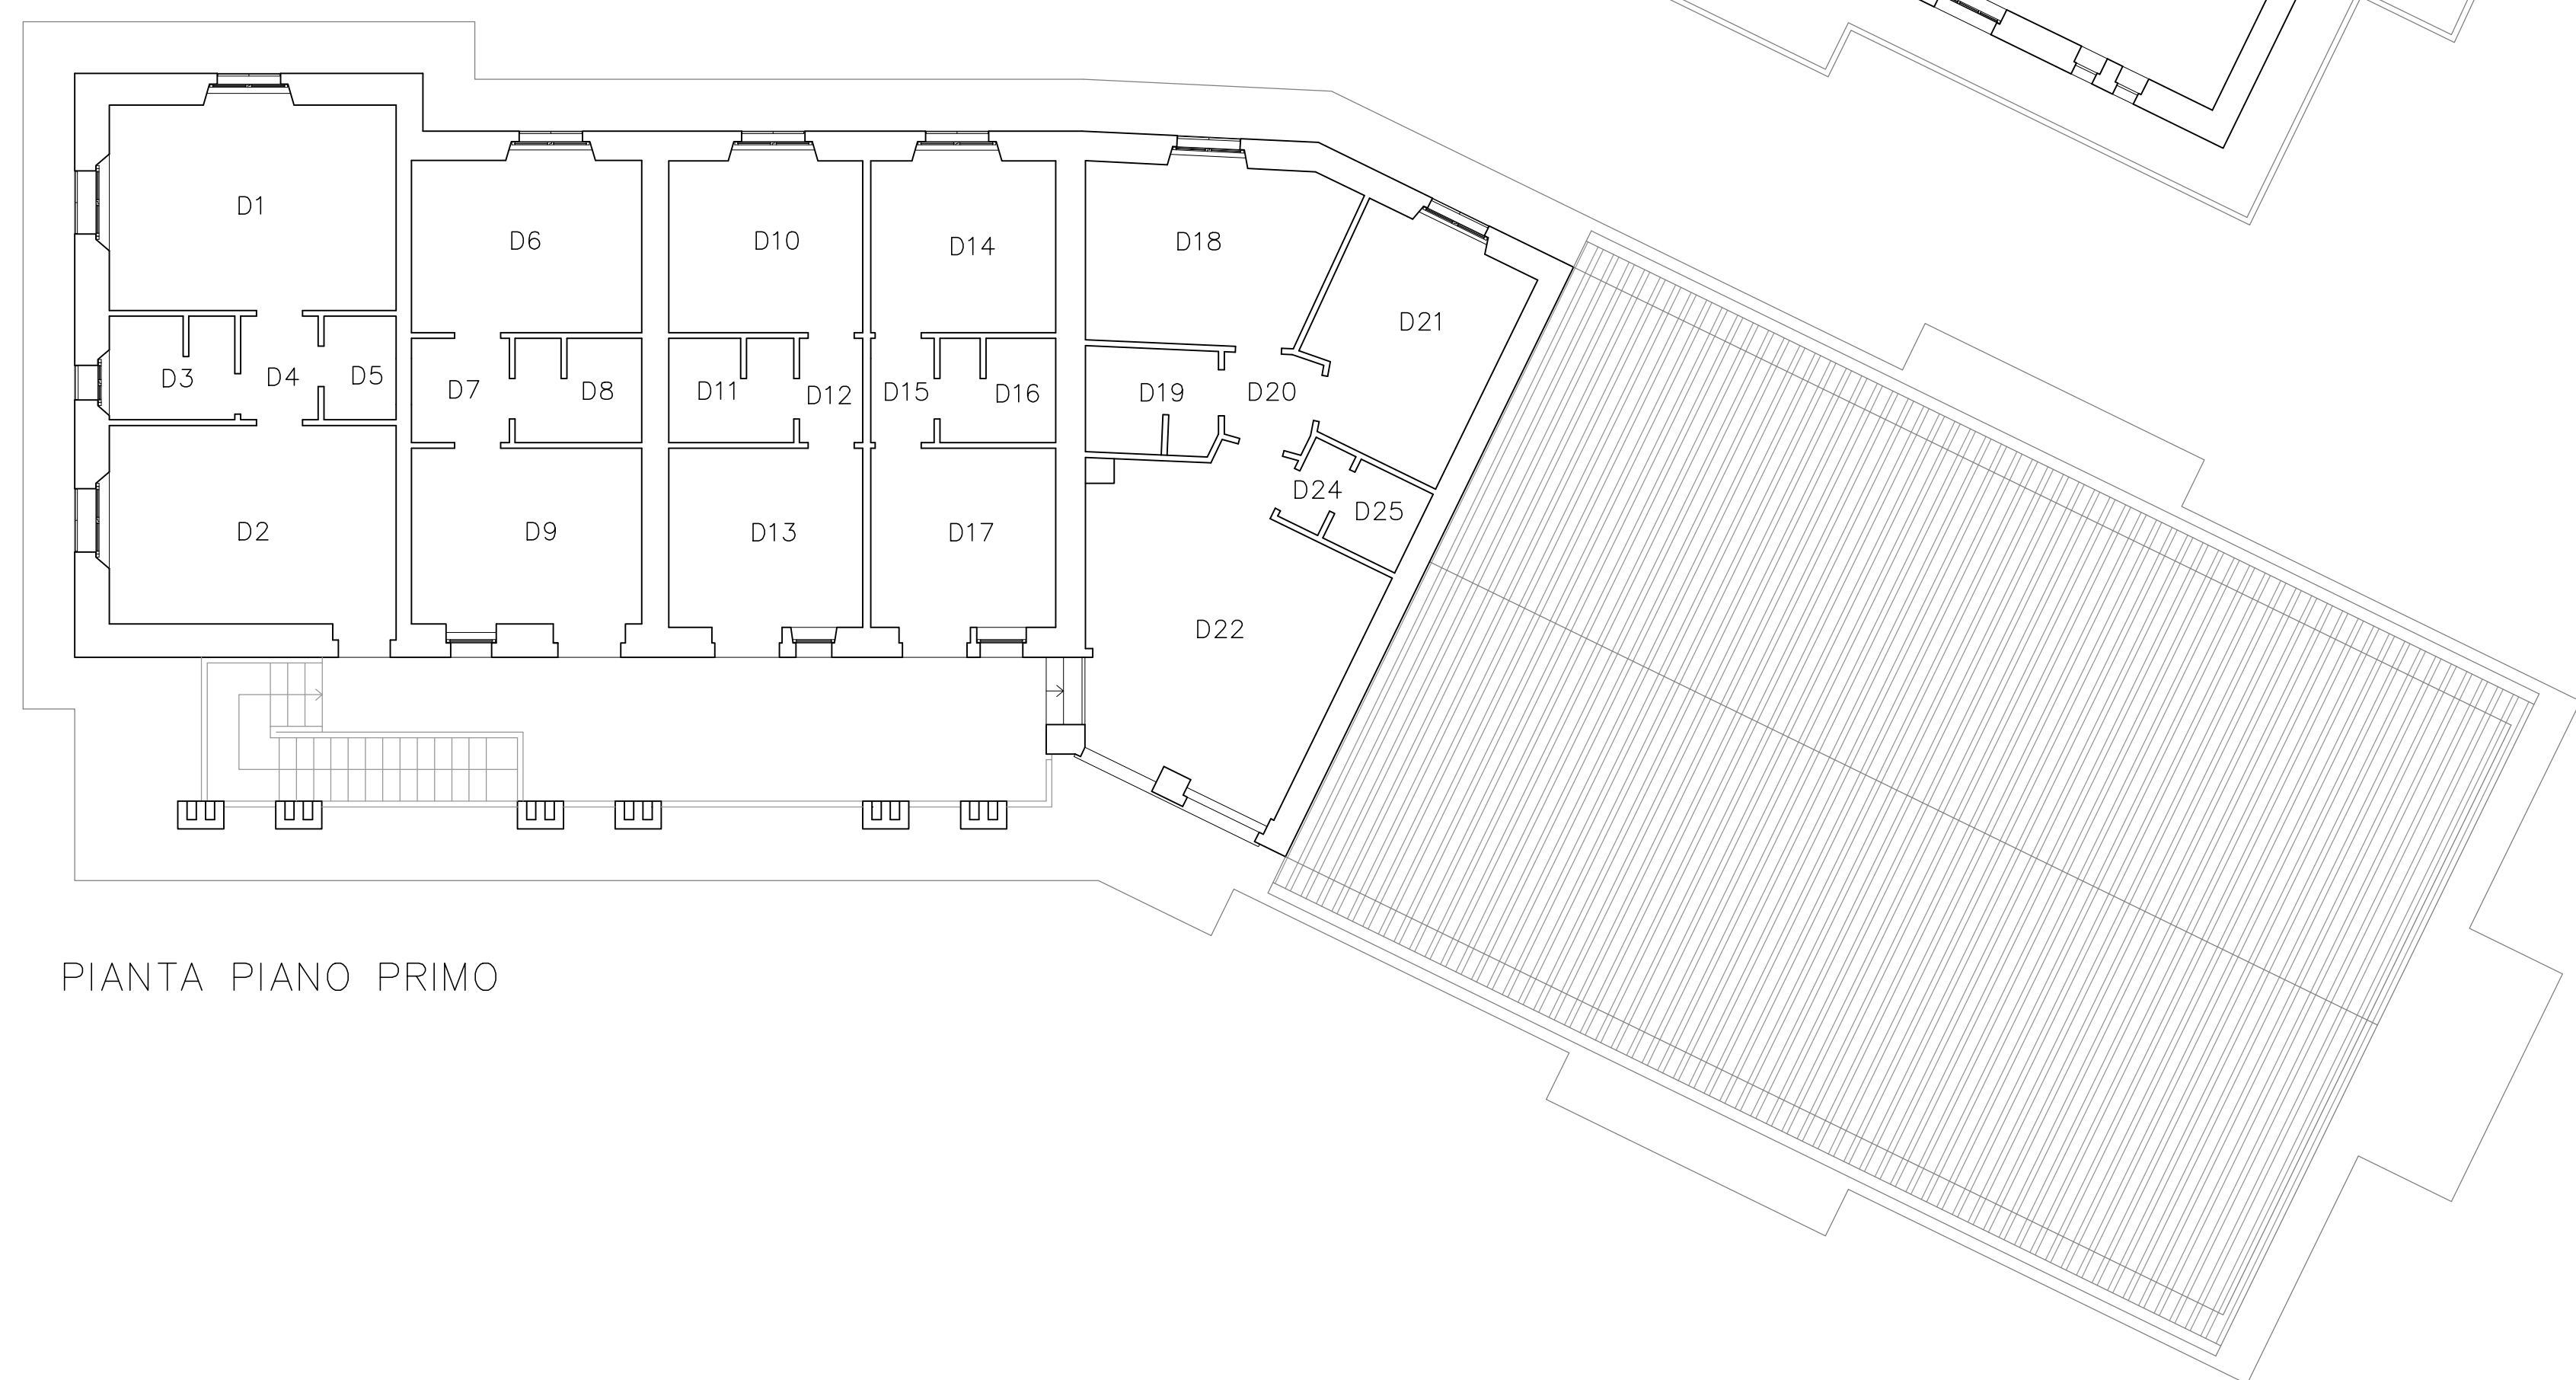 D1
D6
D10
D14
D18
D21
D3
D4
D5
D7
D8
D11
D12
D15
D16
D19
D20
D24
D25
D2
D9
D13
D17
D22
PIANTA PIANO PRIMO